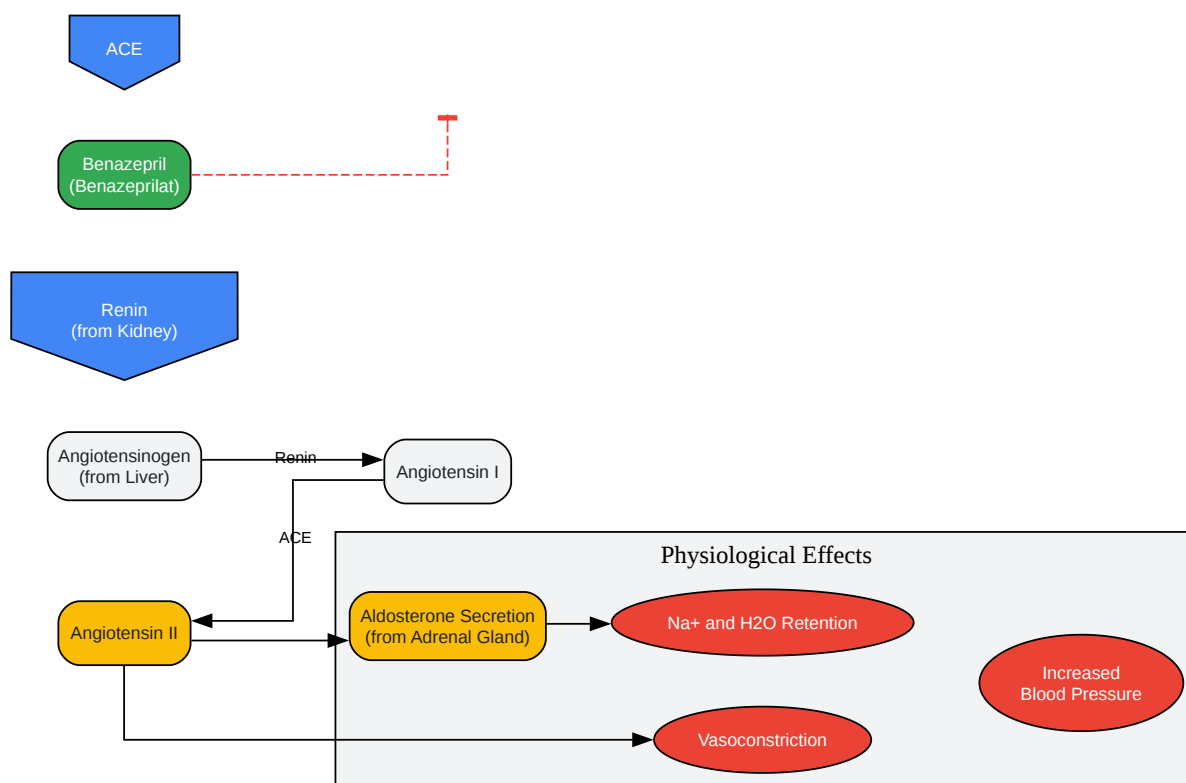 ACE
Benazepril
(Benazeprilat)
Renin
(from Kidney)
Angiotensinogen
(from Liver)
Renin
Angiotensin I
ACE
Physiological Effects
Aldosterone Secretion
(from Adrenal Gland)
Na+ and H2O Retention
Angiotensin II
Increased
Blood Pressure
Vasoconstriction